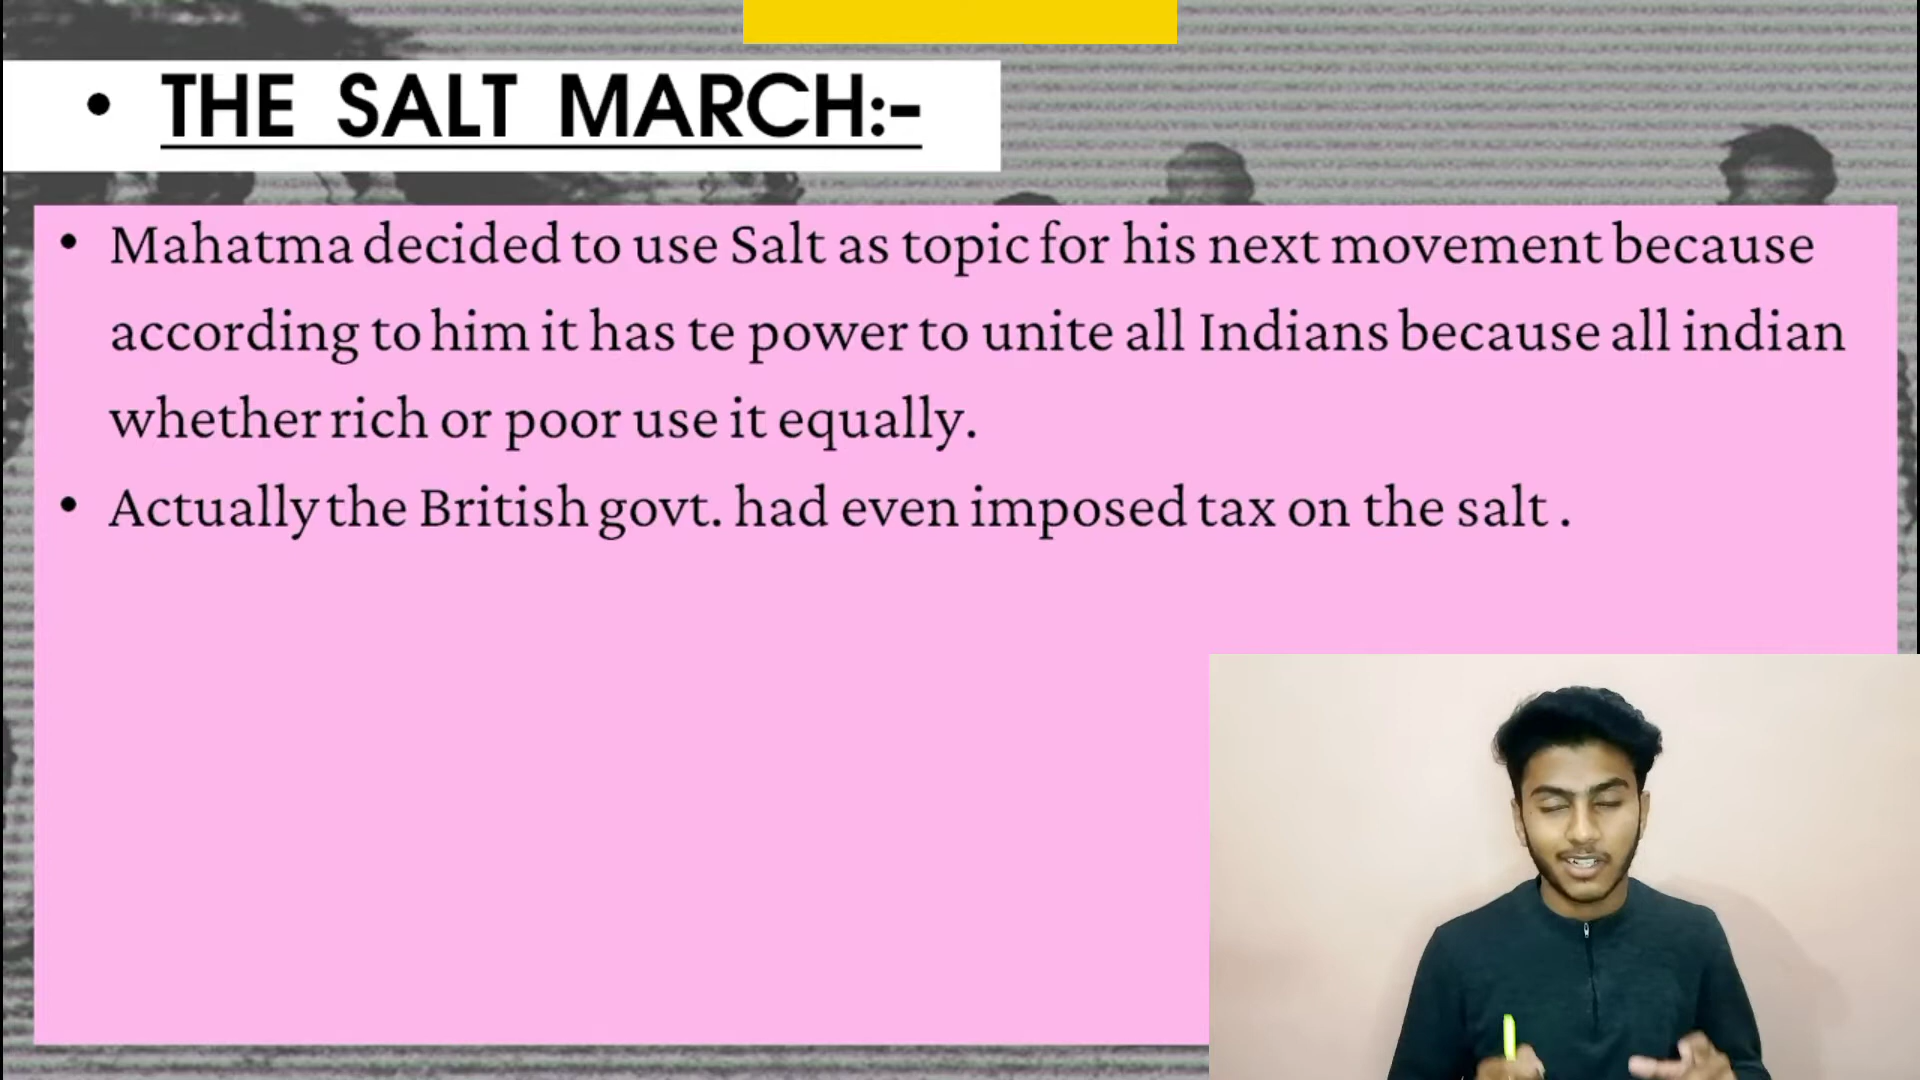 • THE SALT MARCH:-
• Mahatma decided to use Salt as topic for his next movement because
according to him it has te power to unite all Indians because all indian
whether rich or poor use it equally.
• Actually the British govt. had even imposed tax on the salt .